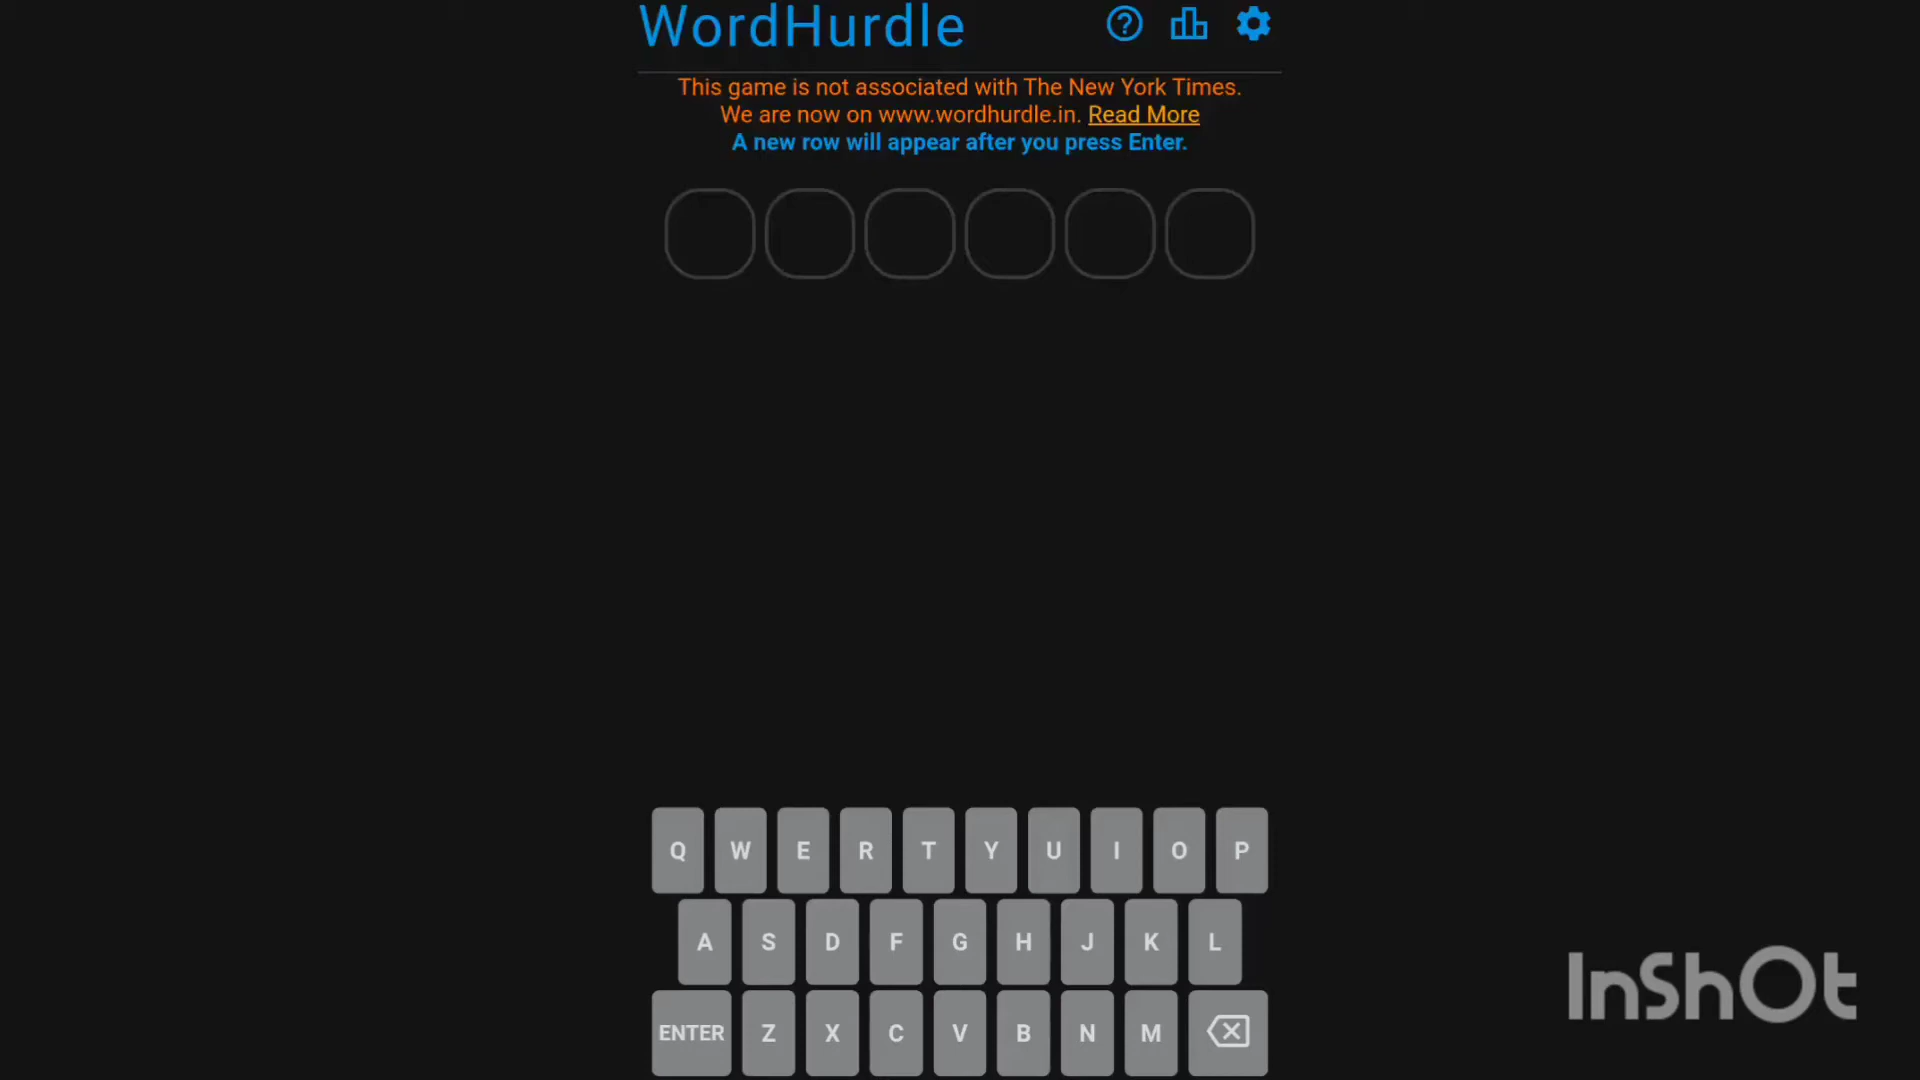 WordHurdle
This game is not associated with The New York Times.
We are now on www.wordhurdle.in. Read More
A new row will appear after you press Enter.
Q W E R T Y U I O P
A S D F G H J K L
ENTER Z X C V B N M
InShOt